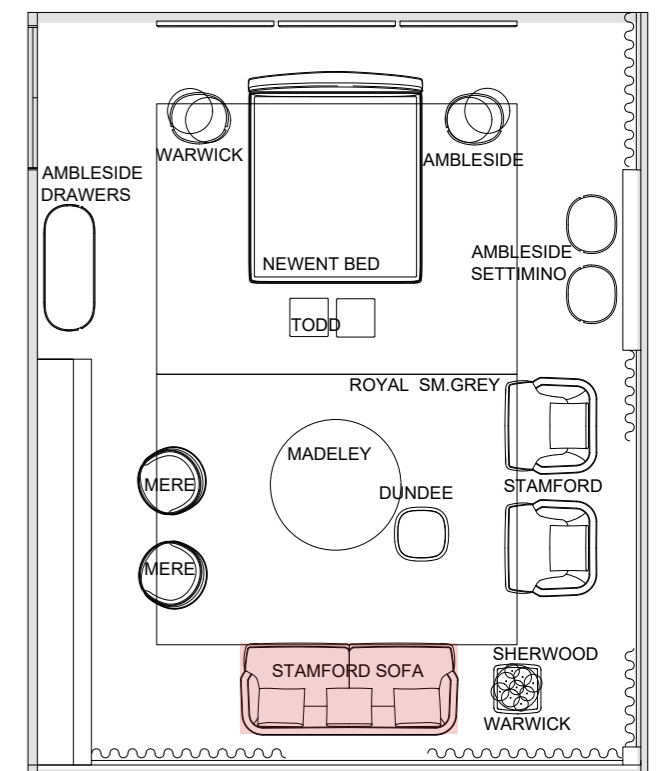 WARWICK
AMBLESIDE
AMBLESIDE
DRAWERS
AMBLESIDE
SETTIMINO
NEWENT BED
TODD
ROYAL SM.GREY
MADELEY
MERE
DUNDEE
STAMFORD
MERE
SHERWOOD
STAMFORD SOFA
WARWICK